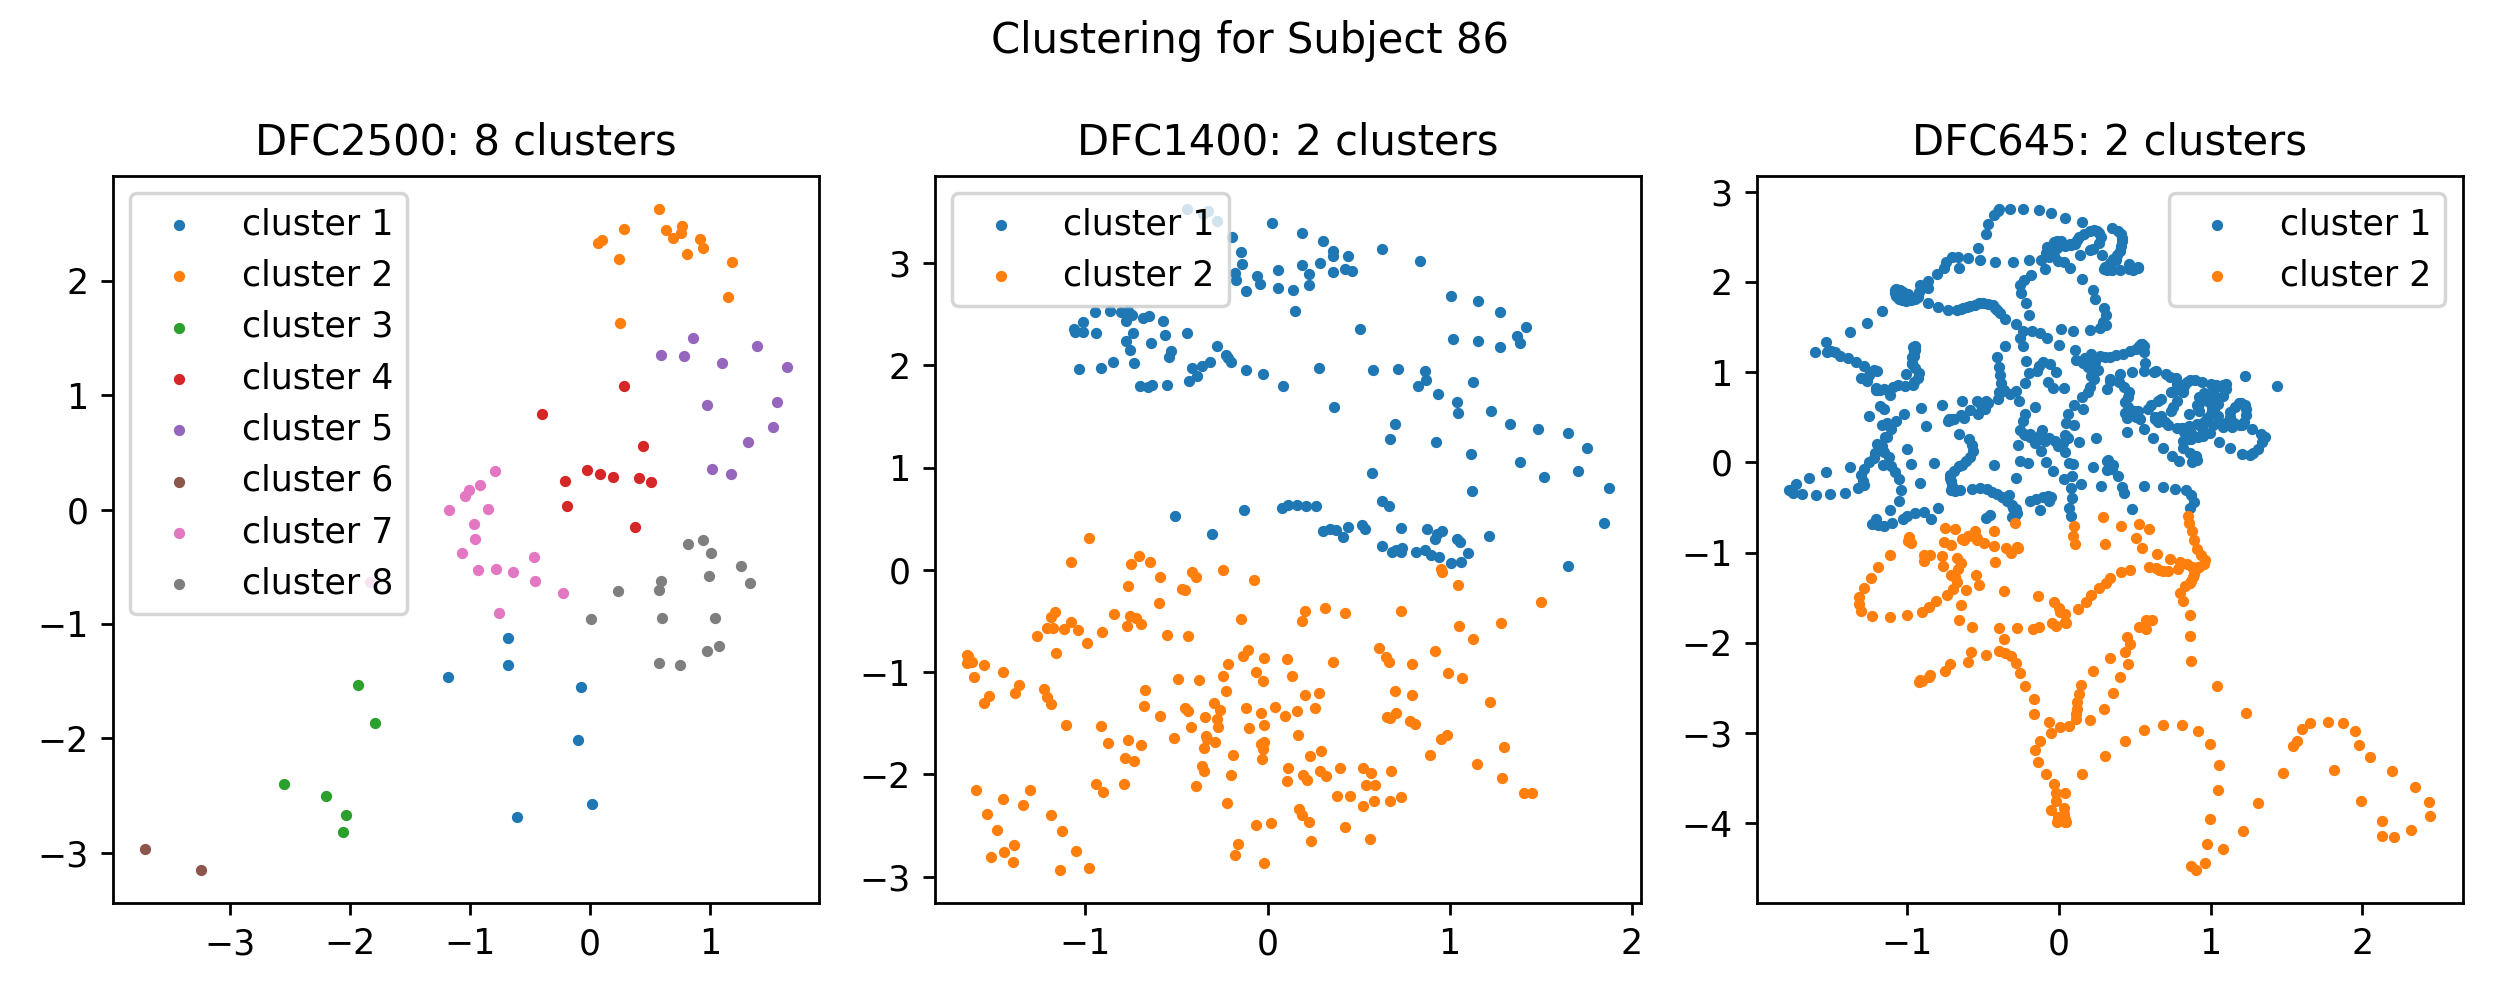 Clustering for Subject 86
DFC2500: 8 clusters
cluster 1
cluster 2
cluster 3
cluster 4
cluster 5
cluster 6
cluster 7
cluster 8
2
1
0
−1
−2
−3
−3 −2 −1 0 1
DFC1400: 2 clusters
cluster 1
cluster 2
3
2
1
0
−1
−2
−3
−1 0 1 2
DFC645: 2 clusters
cluster 1
cluster 2
3
2
1
0
−1
−2
−3
−4
−1 0 1 2